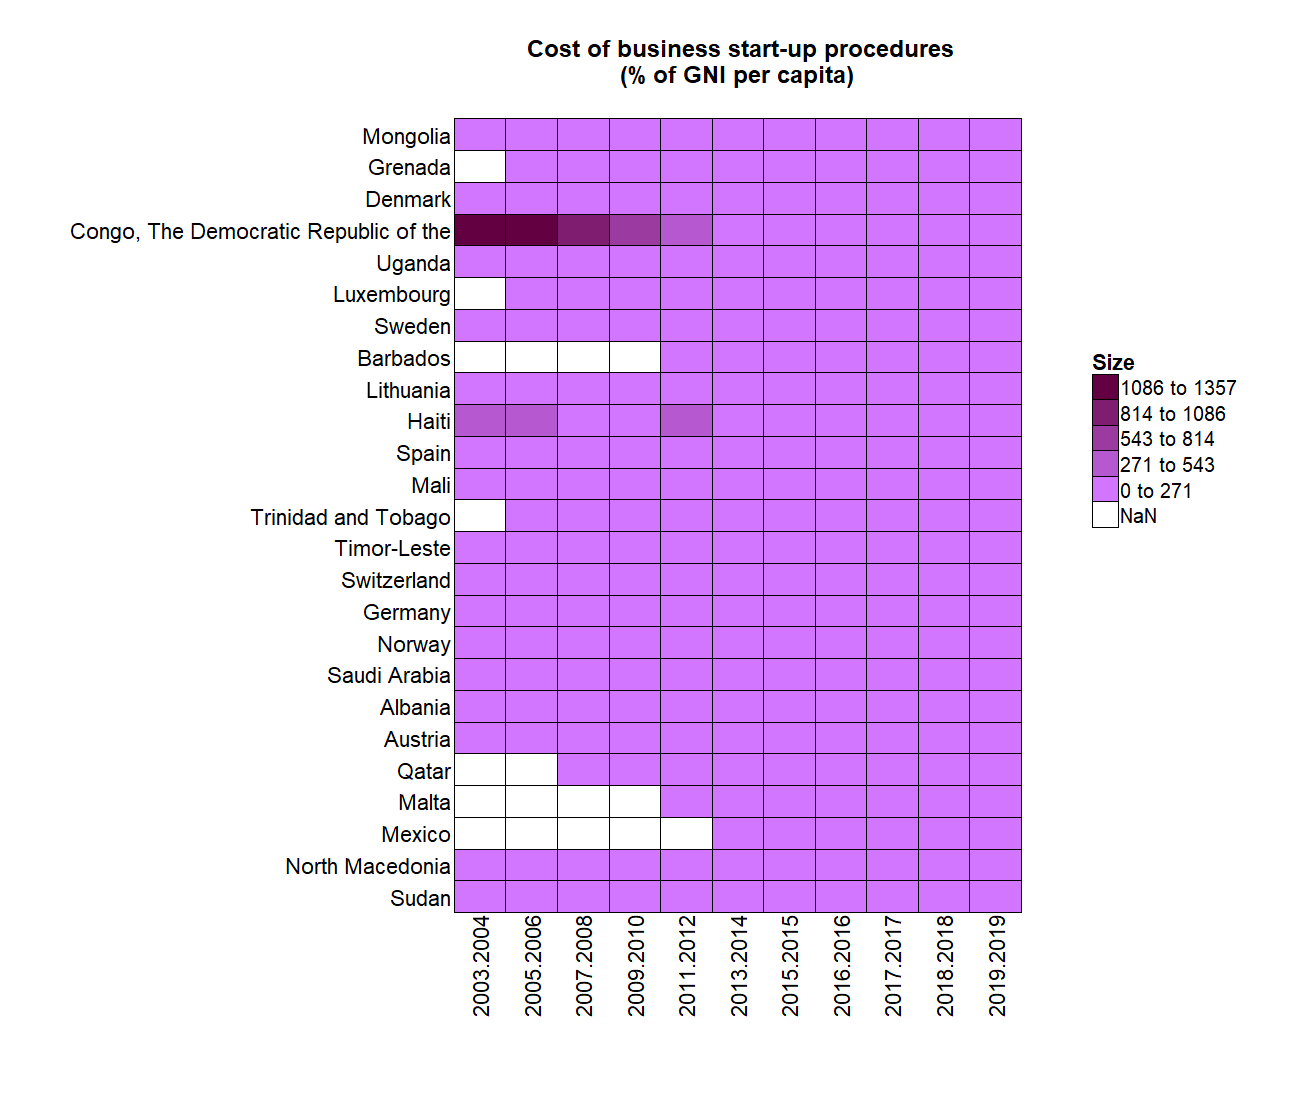 Cost of business start-up procedures
(% of GNI per capita)
Mongolia
Grenada
Denmark
Congo, The Democratic Republic of the
Uganda
Luxembourg
Sweden
Barbados
Lithuania
Haiti
Spain
Mali
Trinidad and Tobago
Timor-Leste
Switzerland
Germany
Norway
Saudi Arabia
Albania
Austria
Qatar
Malta
Mexico
North Macedonia
Sudan
2003.2004
2005.2006
2007.2008
2009.2010
2011.2012
2013.2014
2015.2015
2016.2016
2017.2017
2018.2018
2019.2019
Size
1086 to 1357
814 to 1086
543 to 814
271 to 543
0 to 271
NaN